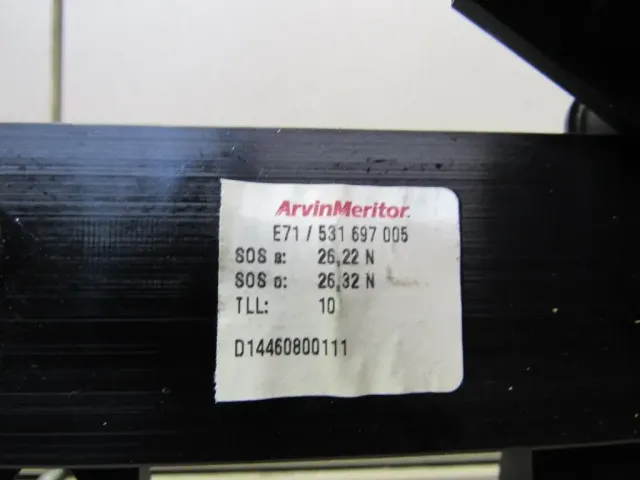 ArvinMeritor.
E71 / 531 697 005
SOS a: 26,22 N
SOS o: 26,32 N
TLL: 10
D14460800111